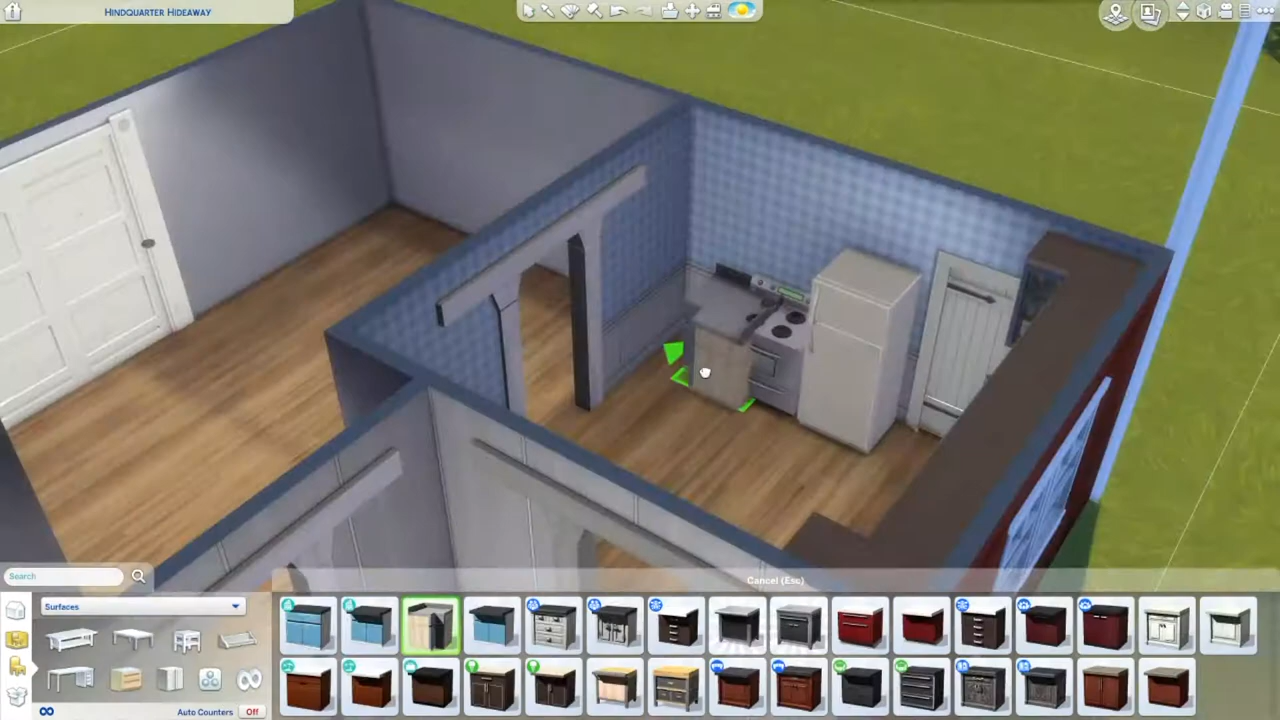 HINDQUARTER HIDEAWAY
Cancel (Esc)
Search
Surfaces
Auto Counters Off